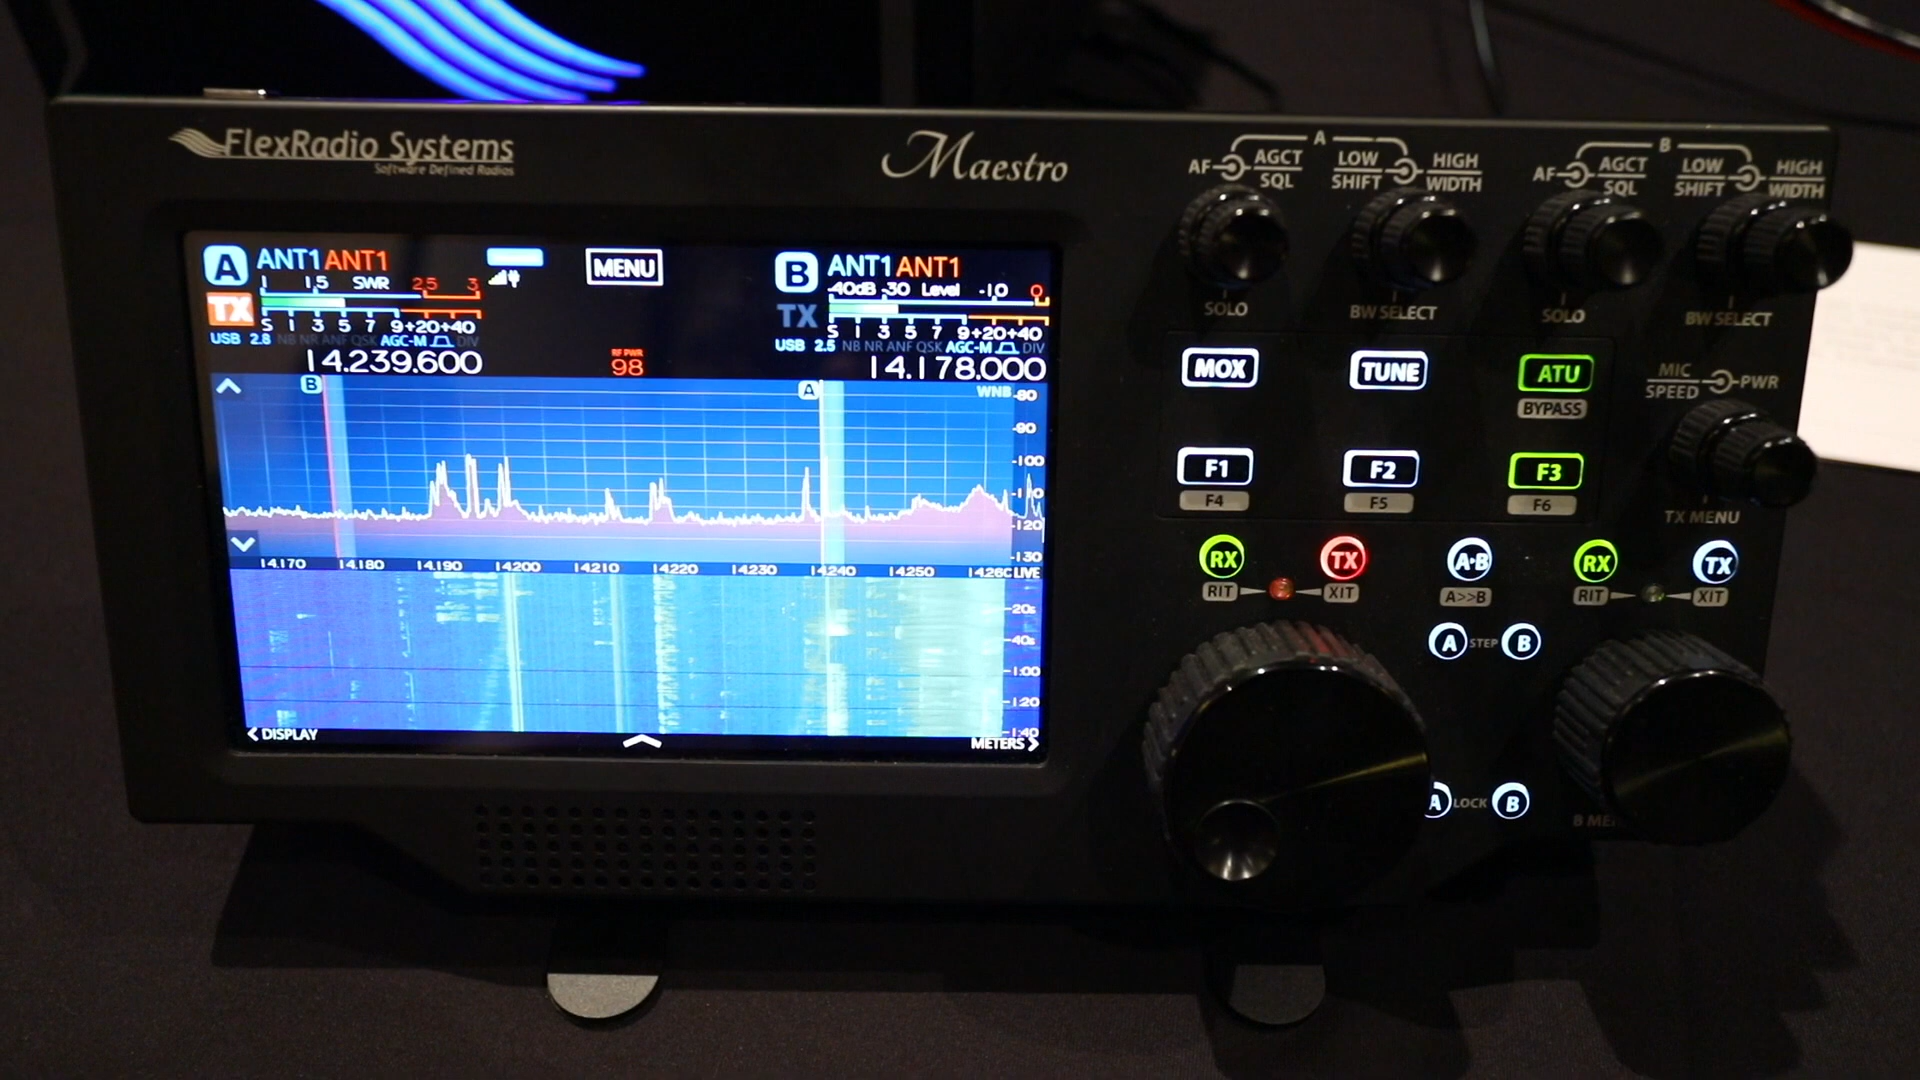 FlexRadio Systems
Software Defined Radios
Maestro
A
AF AGCT SQL
LOW SHIFT HIGH WIDTH
B
AF AGCT SQL
LOW SHIFT HIGH WIDTH
SOLO
BW SELECT
SOLO
BW SELECT
A ANT1 ANT1
1 1.5 SWR 2.5 3
TX
S 1 3 5 7 9 +20 +40
USB 2.8 NB NR ANF QSK AGC-M DIV
14.239.600
MENU
RF PWR
98
B ANT1 ANT1
-40dB -30 Level -10 0
TX
S 1 3 5 7 9 +20 +40
USB 2.5 NB NR ANF QSK AGC-M DIV
14.178.000
B
A
WNB
-80
-90
-100
-110
-120
-130
14.170 14.180 14.190 14.200 14.210 14.220 14.230 14.240 14.250 14.260 LIVE
-20s
-40s
-1:00
-1:20
-1:40
< DISPLAY
METERS >
MOX
TUNE
ATU
BYPASS
MIC SPEED PWR
F1
F4
F2
F5
F3
F6
TX MENU
RX
TX
A•B
RX
TX
RIT
XIT
A>>B
RIT
XIT
A STEP B
A LOCK B